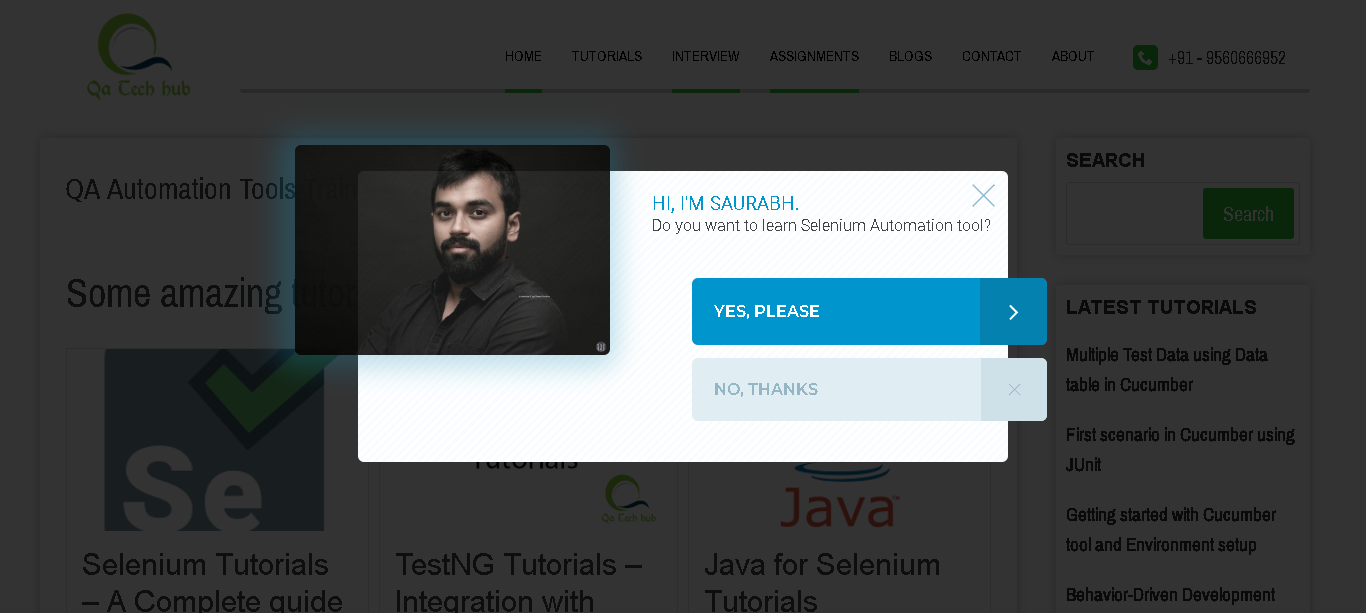 HOME TUTORIALS INTERVIEW ASSIGNMENTS BLOGS CONTACT ABOUT +91 - 9560666952
Qa Tech hub
QA Automation Tools
SEARCH
Search
HI, I'M SAURABH.
Do you want to learn Selenium Automation tool?
YES, PLEASE
NO, THANKS
Some amazing
LATEST TUTORIALS
Multiple Test Data using Data
table in Cucumber
First scenario in Cucumber using
JUnit
Getting started with Cucumber
tool and Environment setup
Behavior-Driven Development
Se
Tutorials
Qa Tech hub
Java
Selenium Tutorials
– A Complete guide
TestNG Tutorials –
Integration with
Java for Selenium
Tutorials